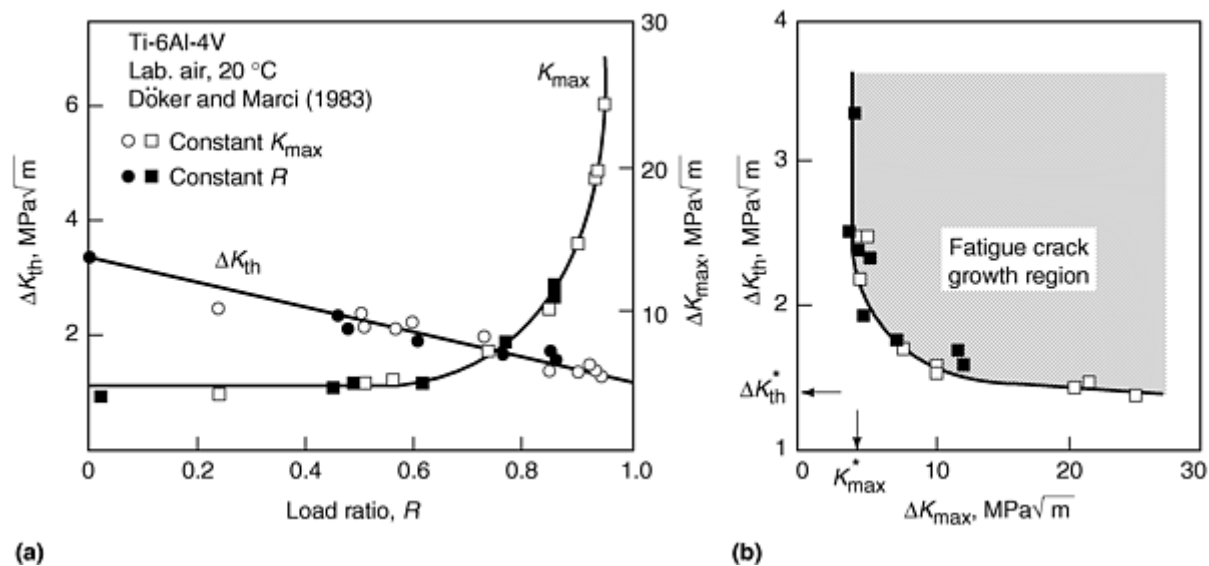 Ti-6Al-4V
Lab. air, 20 °C
Döker and Marci (1983)
Constant Kmax
Constant R
Kmax
ΔKth
ΔKth, MPa√m
6
4
2
30
20
10
ΔKmax, MPa√m
0
0.2
0.4
0.6
0.8
1.0
Load ratio, R
(a)
4
3
2
1
ΔKth, MPa√m
Fatigue crack
growth region
ΔK*th
K*max
0
10
20
30
ΔKmax, MPa√m
(b)